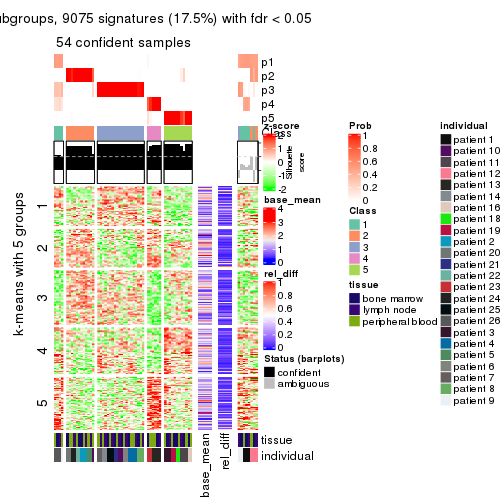 ubgroups, 9075 signatures (17.5%) with fdr < 0.05
54 confident samples
p1
p2
p3
p4
p5
Class
Silhouette
score
k-means with 5 groups
1
2
3
4
5
tissue
individual
base_mean
rel_diff
z-score
2
-2
base_mean
4
3
2
1
0
rel_diff
1
0.8
0.6
0.4
0.2
0
Status (barplots)
confident
ambiguous
Prob
1
0.8
0.6
0.4
0.2
0
Class
1
2
3
4
5
tissue
bone marrow
lymph node
peripheral blood
individual
patient 1
patient 10
patient 11
patient 12
patient 13
patient 14
patient 16
patient 18
patient 19
patient 2
patient 20
patient 21
patient 22
patient 23
patient 24
patient 25
patient 26
patient 3
patient 4
patient 5
patient 6
patient 7
patient 8
patient 9